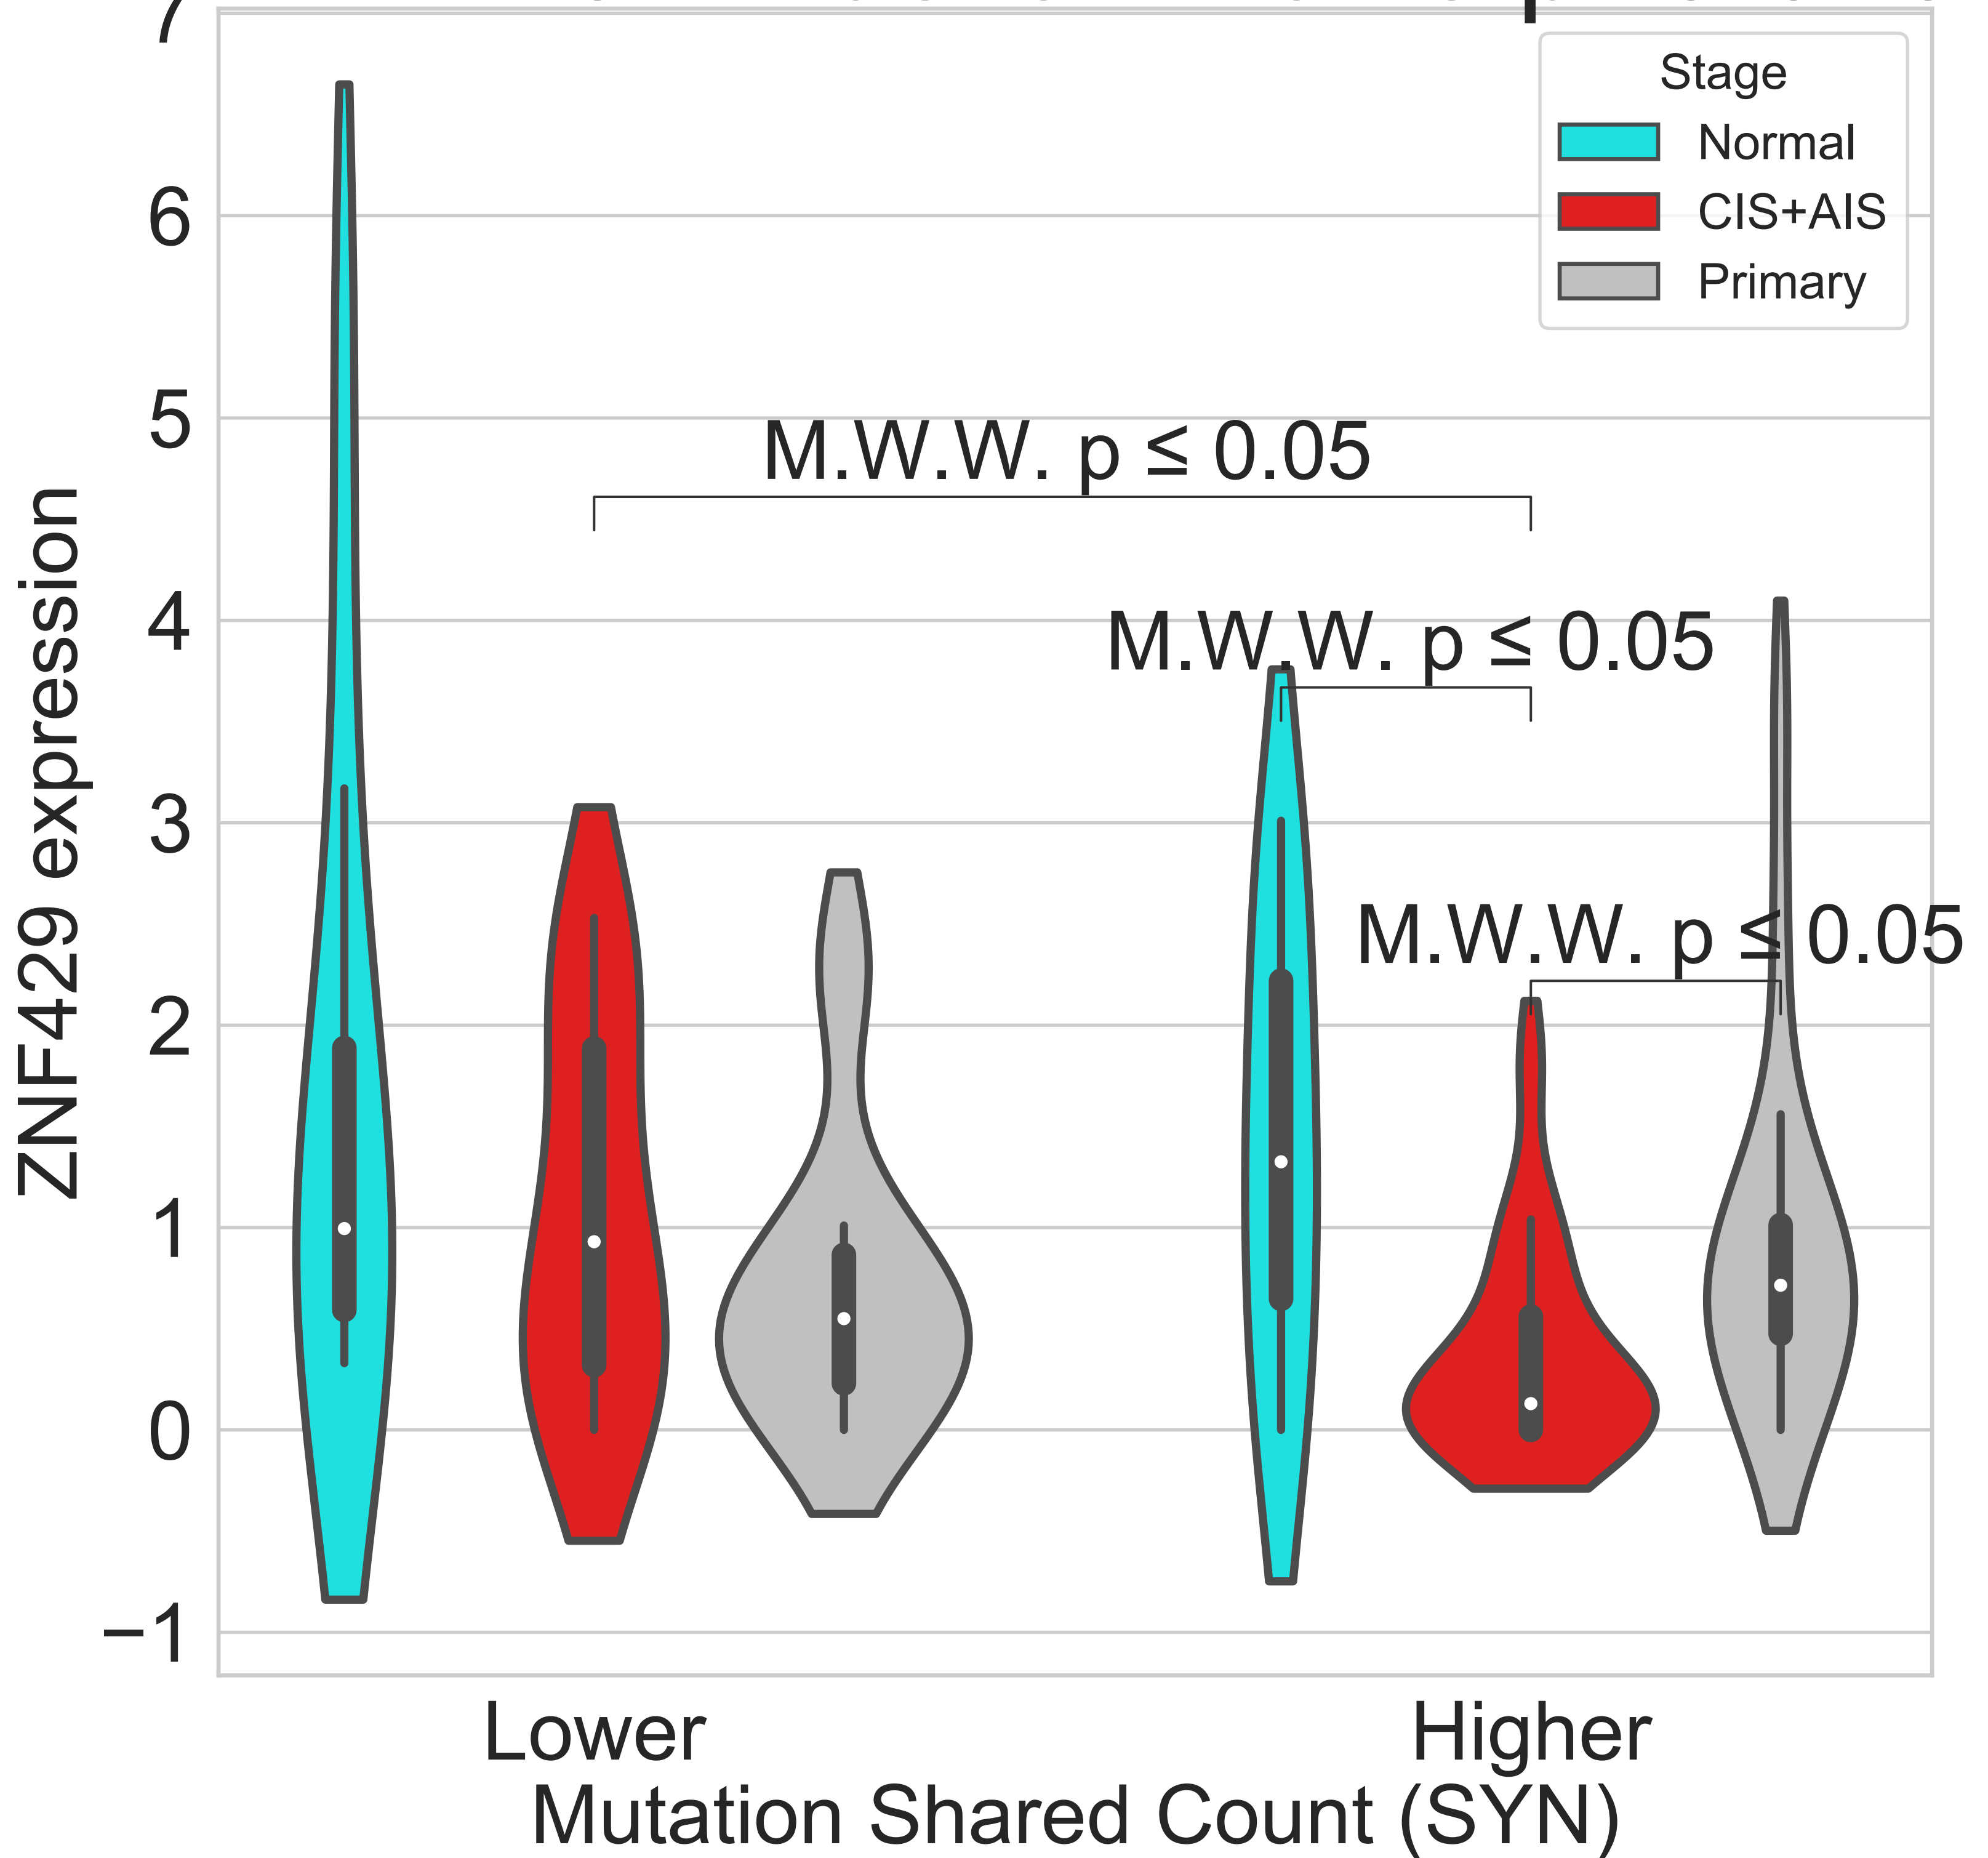 7
6
5
4
3
2
1
0
−1
ZNF429 expression
Stage
Normal
CIS+AIS
Primary
M.W.W. p ≤ 0.05
M.W.W. p ≤ 0.05
M.W.W. p ≤ 0.05
Lower
Higher
Mutation Shared Count (SYN)